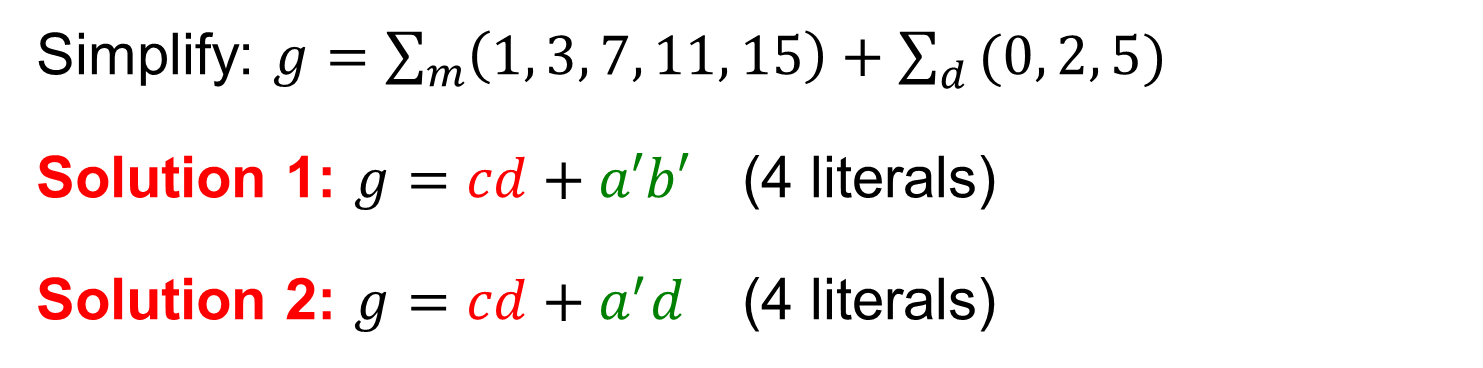 Simplify: g = ∑m(1, 3, 7, 11, 15) + ∑d (0, 2, 5)
Solution 1: g = cd + a′b′ (4 literals)
Solution 2: g = cd + a′d (4 literals)